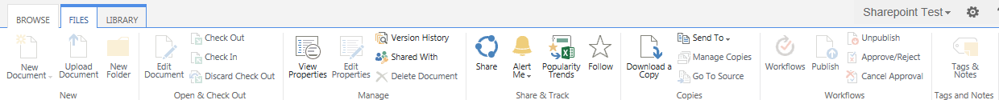 BROWSE FILES LIBRARY Sharepoint Test
New Document
Upload Document
New Folder
New
Edit Document
Check Out
Check In
Discard Check Out
Open & Check Out
View Properties
Edit Properties
Version History
Shared With
Delete Document
Manage
Share
Alert Me
Popularity Trends
Follow
Share & Track
Download a Copy
Send To
Manage Copies
Go To Source
Copies
Workflows
Publish
Unpublish
Approve/Reject
Cancel Approval
Workflows
Tags & Notes
Tags and Notes